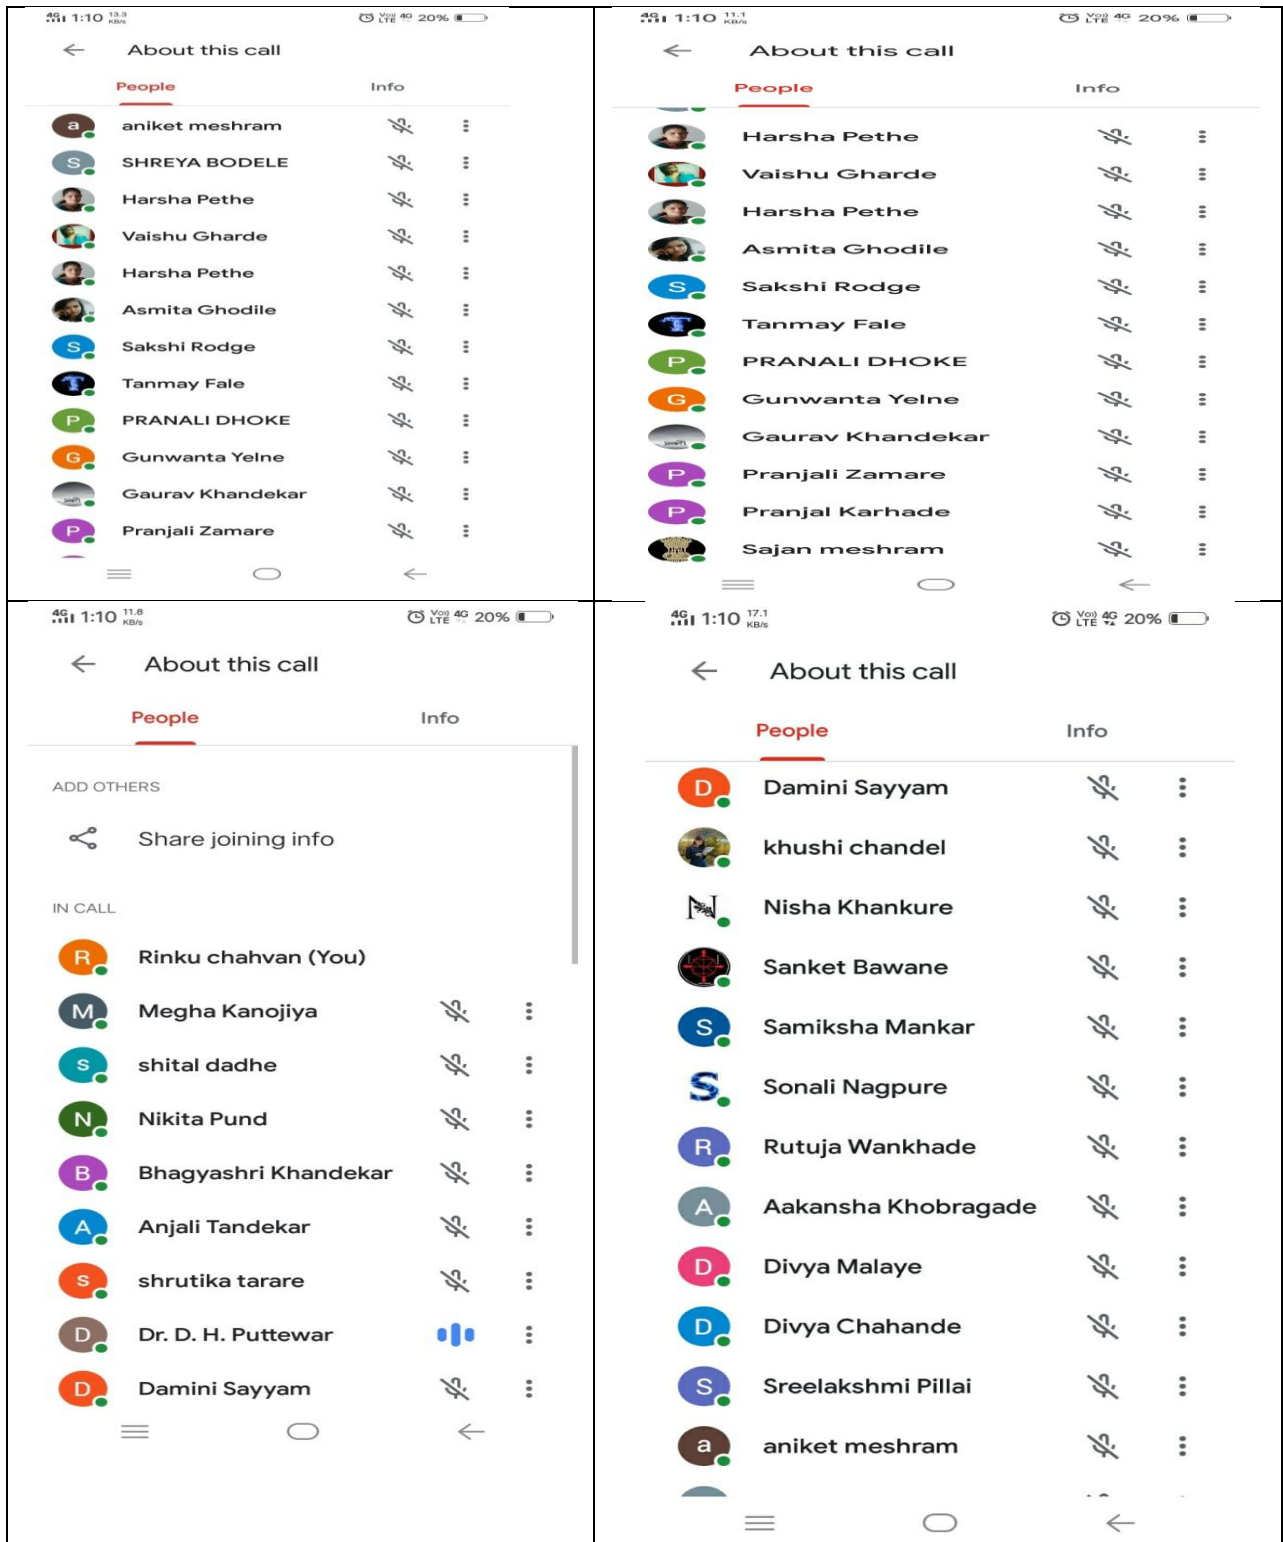 4G 1:10 13.3 KB/s Voo) LTE 4G 20%
About this call
People Info
a aniket meshram
S SHREYA BODELE
Harsha Pethe
Vaishu Gharde
Harsha Pethe
Asmita Ghodile
S Sakshi Rodge
T Tanmay Fale
P PRANALI DHOKE
G Gunwanta Yelne
Gaurav Khandekar
P Pranjali Zamare
4G 1:10 11.1 KB/s Voo) LTE 4G 20%
About this call
People Info
Harsha Pethe
Vaishu Gharde
Harsha Pethe
Asmita Ghodile
S Sakshi Rodge
T Tanmay Fale
P PRANALI DHOKE
G Gunwanta Yelne
Gaurav Khandekar
P Pranjali Zamare
P Pranjal Karhade
Sajan meshram
4G 1:10 11.8 KB/s Voo) LTE 4G 20%
About this call
People Info
ADD OTHERS
Share joining info
IN CALL
R Rinku chahvan (You)
M Megha Kanojiya
s shital dadhe
N Nikita Pund
B Bhagyashri Khandekar
A Anjali Tandekar
s shrutika tarare
D Dr. D. H. Puttewar
D Damini Sayyam
4G 1:10 17.1 KB/s Voo) LTE 4G 20%
About this call
People Info
D Damini Sayyam
khushi chandel
N Nisha Khankure
Sanket Bawane
S Samiksha Mankar
S Sonali Nagpure
R Rutuja Wankhade
A Aakansha Khobragade
D Divya Malaye
D Divya Chahande
S Sreelakshmi Pillai
a aniket meshram